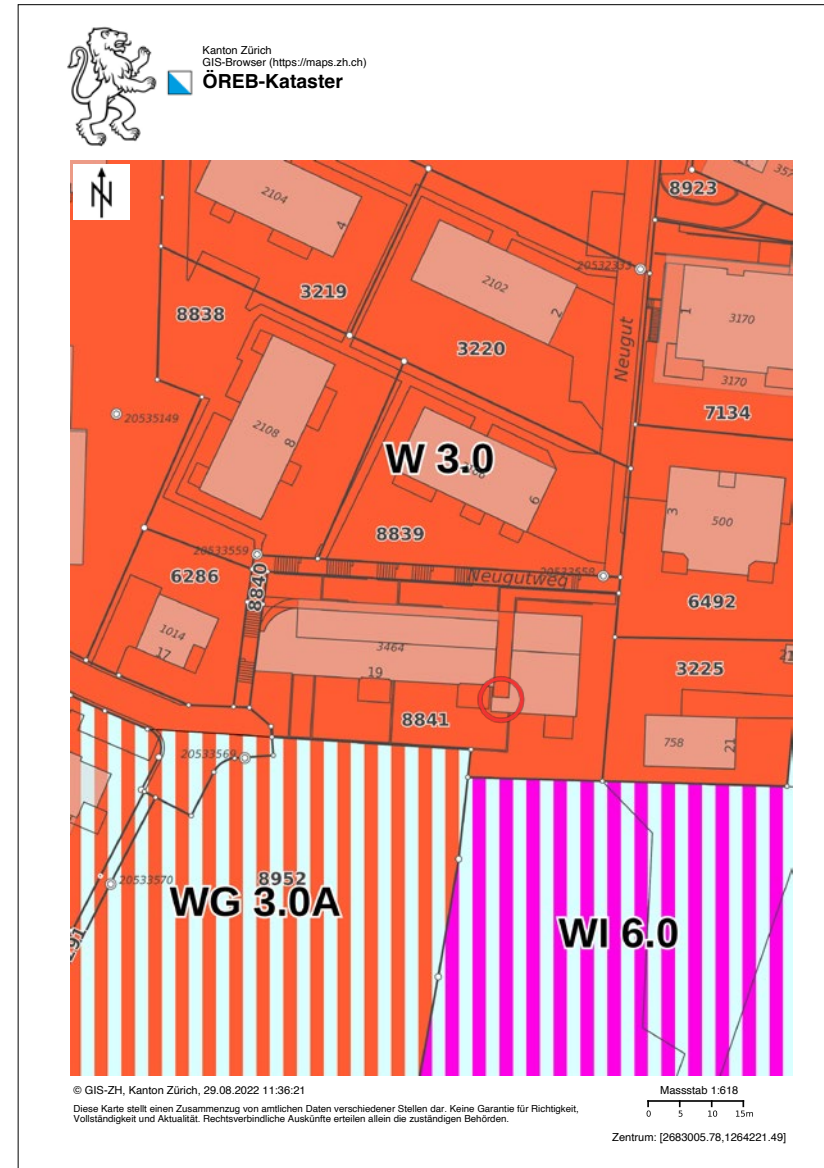 Kanton Zürich
GIS-Browser (https://maps.zh.ch)
ÖREB-Kataster
N
8923
357
2104
4
20532333
3219
2102
2
1
3170
8838
Neugut
3220
3170
7134
20535149
2108
8
W 3.0
6
3
500
8839
20533559
20533558
Neugutweg
6286
8840
6492
1014
17
3464
19
3225
8841
758
21
20533569
20533570
8952
WG 3.0A
WI 6.0
291
© GIS-ZH, Kanton Zürich, 29.08.2022 11:36:21
Diese Karte stellt einen Zusammenzug von amtlichen Daten verschiedener Stellen dar. Keine Garantie für Richtigkeit,
Vollständigkeit und Aktualität. Rechtsverbindliche Auskünfte erteilen allein die zuständigen Behörden.
Massstab 1:618
0 5 10 15m
Zentrum: [2683005.78,1264221.49]